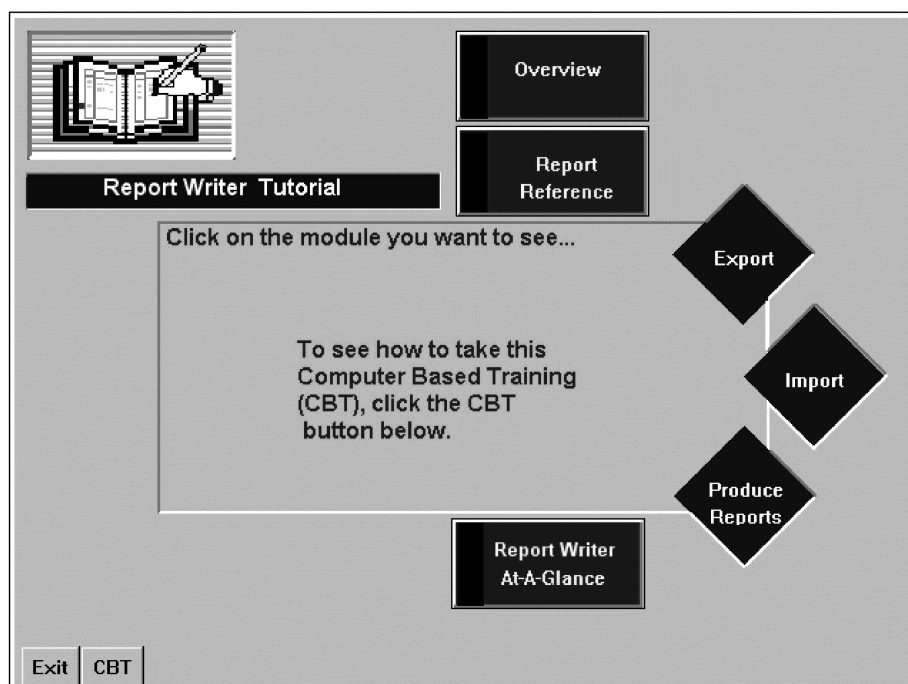 Overview
Report
Reference
Report Writer Tutorial
Click on the module you want to see...
Export
To see how to take this
Computer Based Training
(CBT), click the CBT
button below.
Import
Produce
Reports
Report Writer
At-A-Glance
Exit
CBT